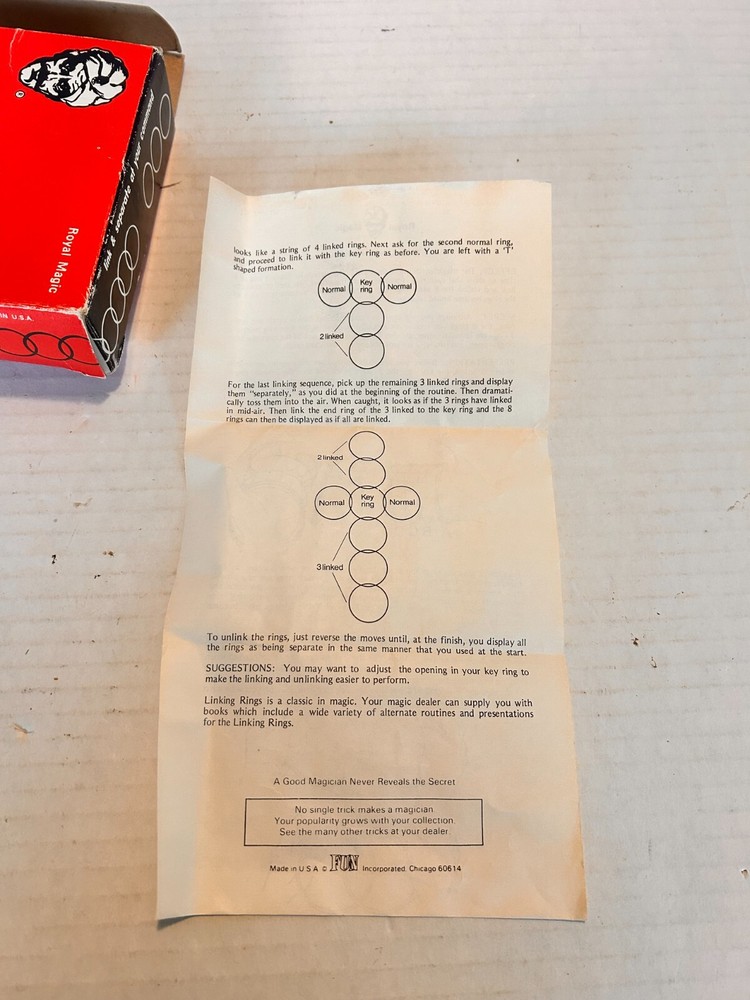 Royal Magic
IN U.S.A.
& separate at your command
looks like a string of 4 linked rings. Next ask for the second normal ring,
and proceed to link it with the key ring as before. You are left with a 'T'
shaped formation.
Normal Key ring Normal
2 linked
For the last linking sequence, pick up the remaining 3 linked rings and display
them "separately," as you did at the beginning of the routine. Then dramati-
cally toss them into the air. When caught, it looks as if the 3 rings have linked
in mid-air. Then link the end ring of the 3 linked to the key ring and the 8
rings can then be displayed as if all are linked.
2 linked
Normal Key ring Normal
3 linked
To unlink the rings, just reverse the moves until, at the finish, you display all
the rings as being separate in the same manner that you used at the start.
SUGGESTIONS: You may want to adjust the opening in your key ring to
make the linking and unlinking easier to perform.
Linking Rings is a classic in magic. Your magic dealer can supply you with
books which include a wide variety of alternate routines and presentations
for the Linking Rings.
A Good Magician Never Reveals the Secret
No single trick makes a magician.
Your popularity grows with your collection.
See the many other tricks at your dealer.
Made in U S A © FUN Incorporated. Chicago 60614